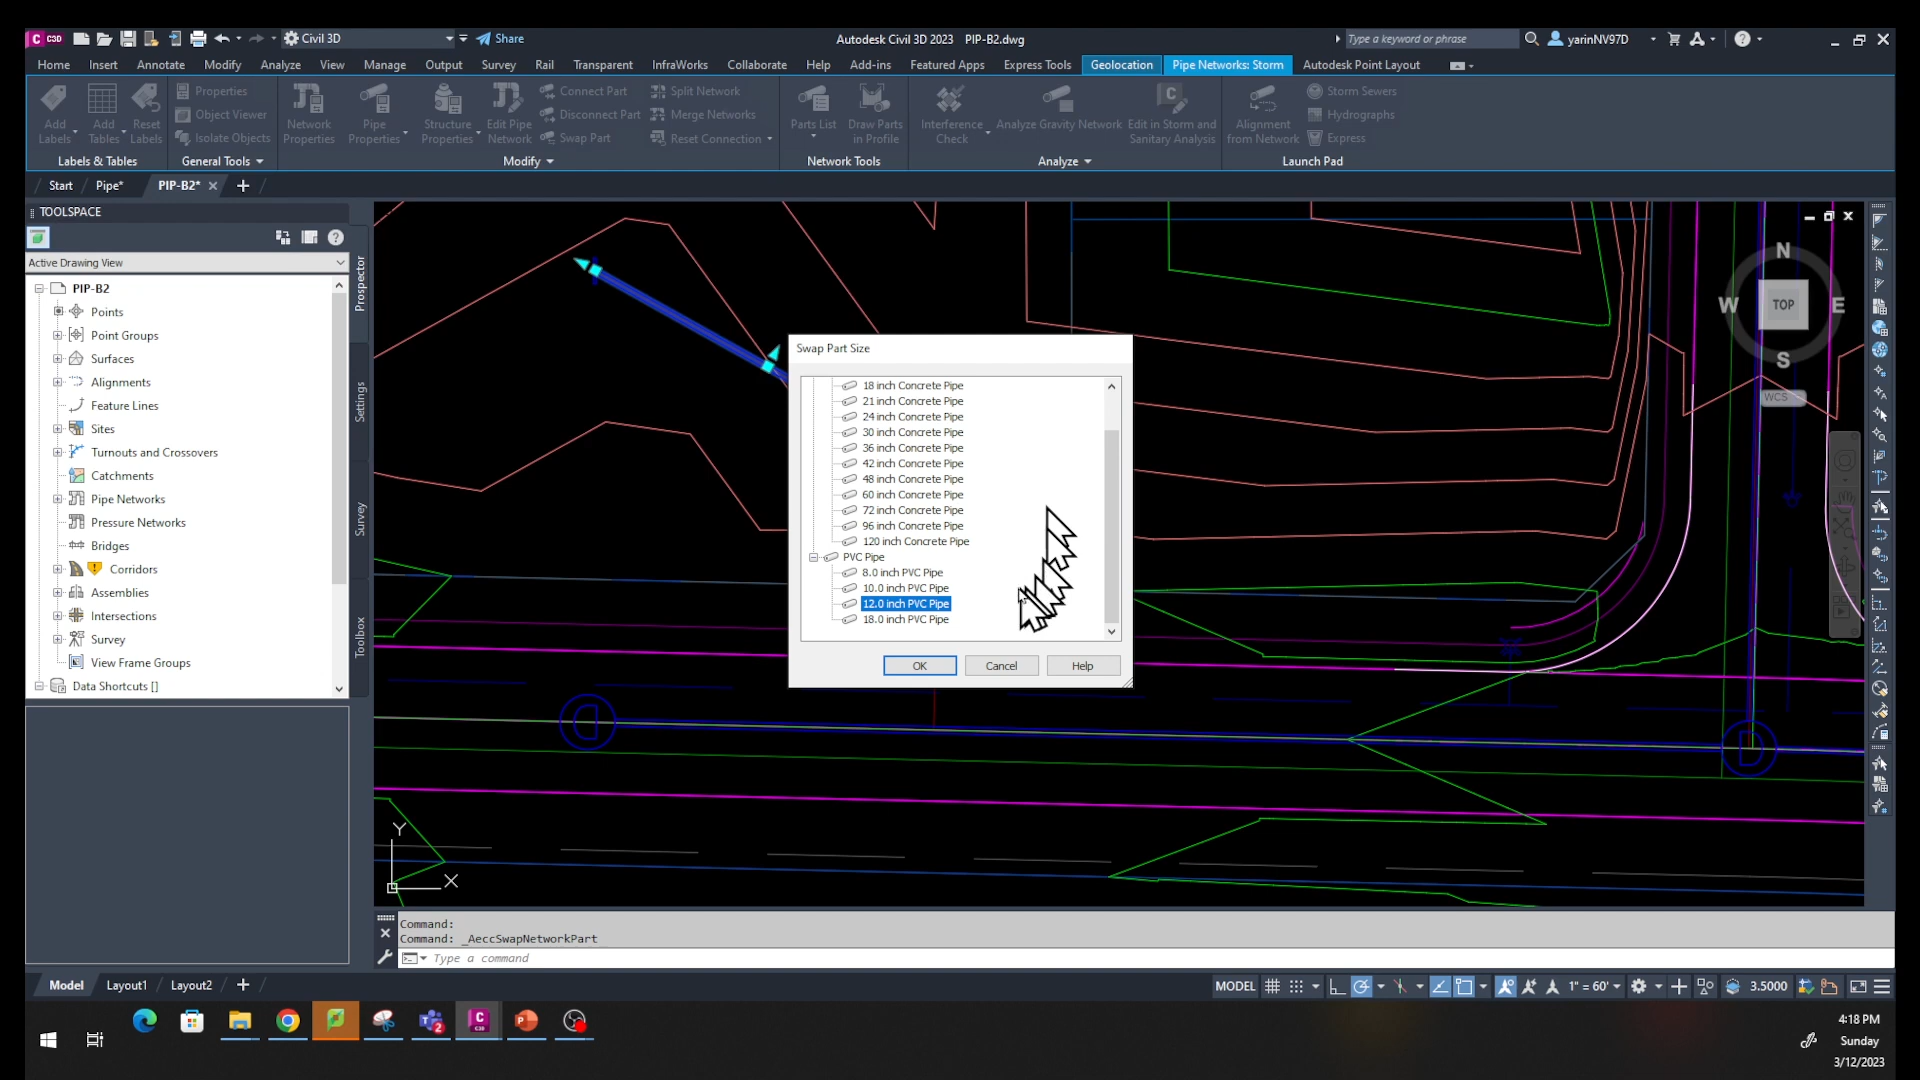 C3D Civil 3D Share Autodesk Civil 3D 2023 PIP-B2.dwg Type a keyword or phrase yarinNV97D
Home Insert Annotate Modify Analyze View Manage Output Survey Rail Transparent InfraWorks Collaborate Help Add-ins Featured Apps Express Tools Geolocation Pipe Networks: Storm Autodesk Point Layout
Properties Connect Part Split Network Storm Sewers
Object Viewer Disconnect Part Merge Networks Hydrographs
Add Add Reset Network Pipe Structure Edit Pipe Parts List Draw Parts Interference Analyze Gravity Network Edit in Storm and Alignment
Labels Tables Labels Isolate Objects Properties Properties Properties Network Swap Part Reset Connection in Profile Check Sanitary Analysis from Network Express
Labels & Tables General Tools Modify Network Tools Analyze Launch Pad
Start Pipe* PIP-B2*
TOOLSPACE
Active Drawing View
PIP-B2
Points
Point Groups
Surfaces
Alignments
Feature Lines
Sites
Turnouts and Crossovers
Catchments
Pipe Networks
Pressure Networks
Bridges
Corridors
Assemblies
Intersections
Survey
View Frame Groups
Data Shortcuts []
Prospector
Settings
Survey
Toolbox
N
W TOP E
S
WCS
Swap Part Size
18 inch Concrete Pipe
21 inch Concrete Pipe
24 inch Concrete Pipe
30 inch Concrete Pipe
36 inch Concrete Pipe
42 inch Concrete Pipe
48 inch Concrete Pipe
60 inch Concrete Pipe
72 inch Concrete Pipe
96 inch Concrete Pipe
120 inch Concrete Pipe
PVC Pipe
8.0 inch PVC Pipe
10.0 inch PVC Pipe
12.0 inch PVC Pipe
18.0 inch PVC Pipe
OK Cancel Help
D D
Y
X
Command:
Command: _AeccSwapNetworkPart
Type a command
Model Layout1 Layout2 MODEL 1" = 60' 3.5000
4:18 PM
Sunday
3/12/2023